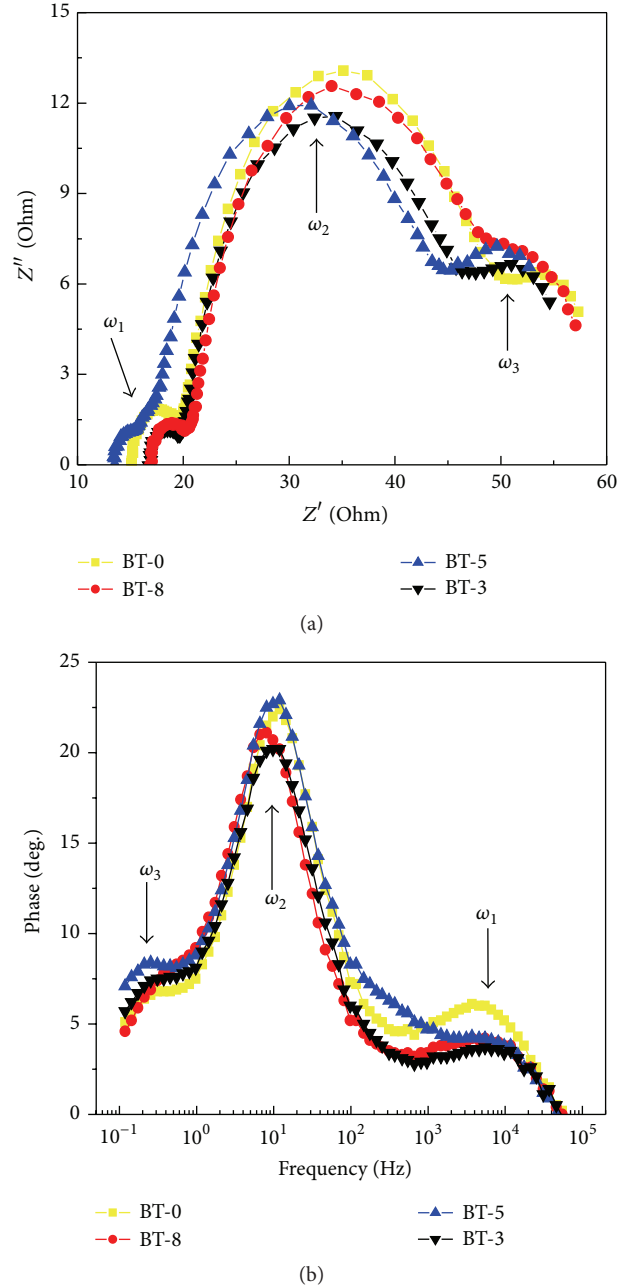 15
12
9
6
3
0
Z″ (Ohm)
ω1
ω2
ω3
10 20 30 40 50 60
Z′ (Ohm)
BT-0 BT-5
BT-8 BT-3
(a)
25
20
15
10
5
0
Phase (deg.)
ω3
ω2
ω1
10⁻¹ 10⁰ 10¹ 10² 10³ 10⁴ 10⁵
Frequency (Hz)
BT-0 BT-5
BT-8 BT-3
(b)